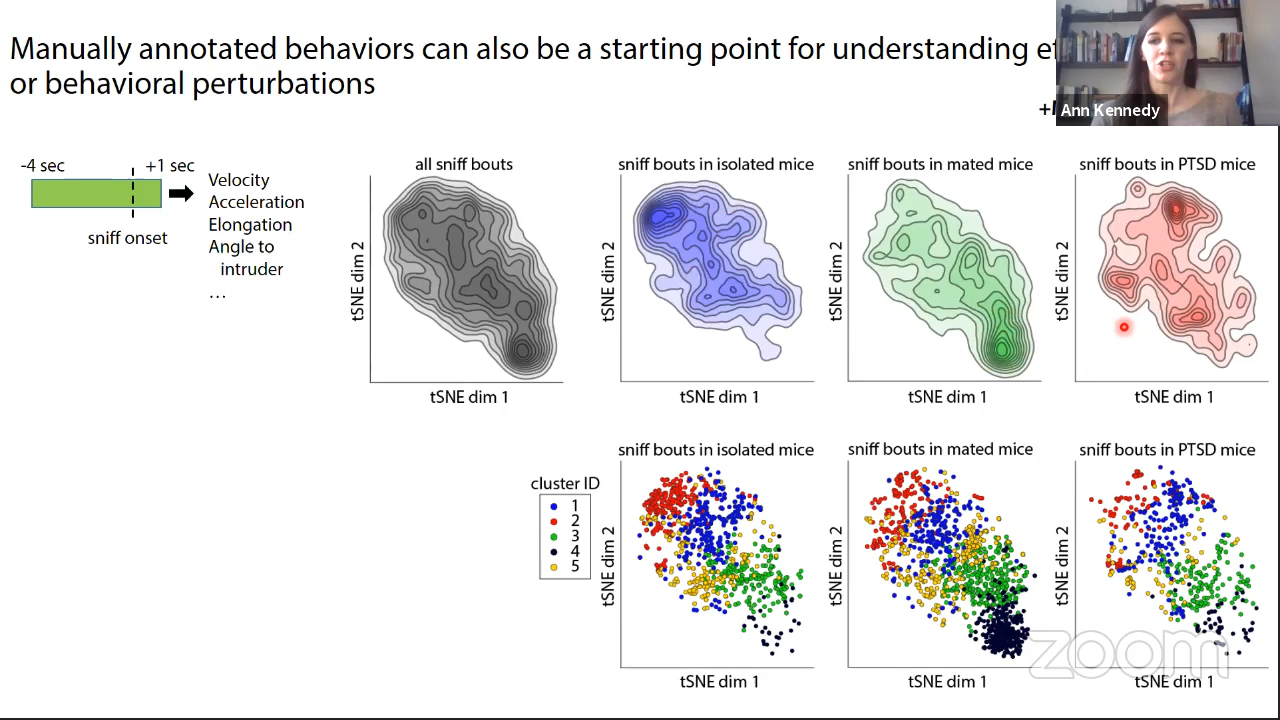 Manually annotated behaviors can also be a starting point for understanding
or behavioral perturbations
Ann Kennedy
-4 sec
+1 sec
sniff onset
Velocity
Acceleration
Elongation
Angle to
intruder
...
all sniff bouts
tSNE dim 2
tSNE dim 1
sniff bouts in isolated mice
tSNE dim 2
tSNE dim 1
sniff bouts in mated mice
tSNE dim 2
tSNE dim 1
sniff bouts in PTSD mice
tSNE dim 2
tSNE dim 1
cluster ID
1
2
3
4
5
sniff bouts in isolated mice
tSNE dim 2
tSNE dim 1
sniff bouts in mated mice
tSNE dim 2
tSNE dim 1
sniff bouts in PTSD mice
tSNE dim 2
tSNE dim 1
zoom